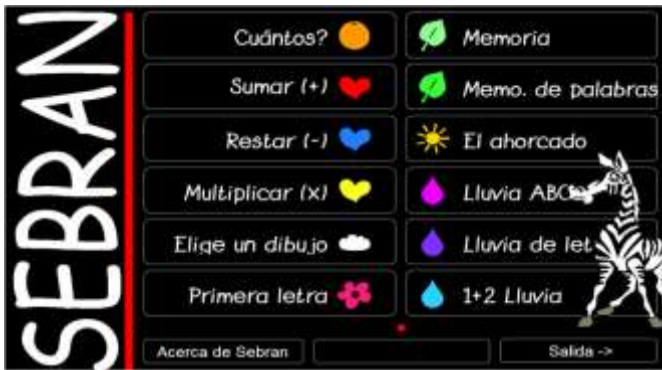 SEBRAN
Cuántos?
Sumar (+)
Restar (-)
Multiplicar (x)
Elige un dibujo
Primera letra
Memoria
Memo. de palabras
El ahorcado
Lluvia ABC
Lluvia de let
1+2 Lluvia
Acerca de Sebran
Salida ->